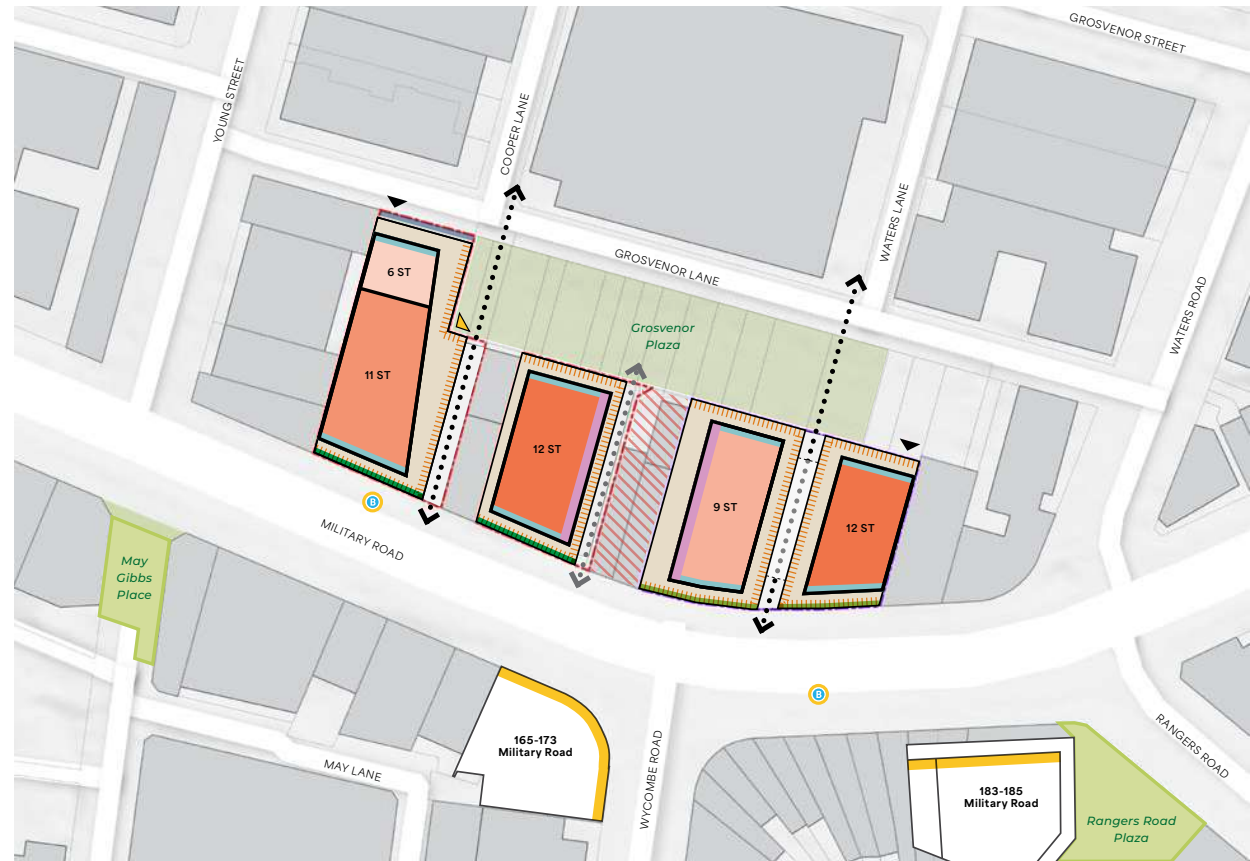 GROSVENOR STREET
YOUNG STREET
COOPER LANE
WATERS LANE
GROSVENOR LANE
WATERS ROAD
6 ST
Grosvenor
Plaza
11 ST
12 ST
9 ST
12 ST
B
MILITARY ROAD
May
Gibbs
Place
B
165-173
Military Road
WYCOMBE ROAD
RANGERS ROAD
MAY LANE
183-185
Military Road
Rangers Road
Plaza